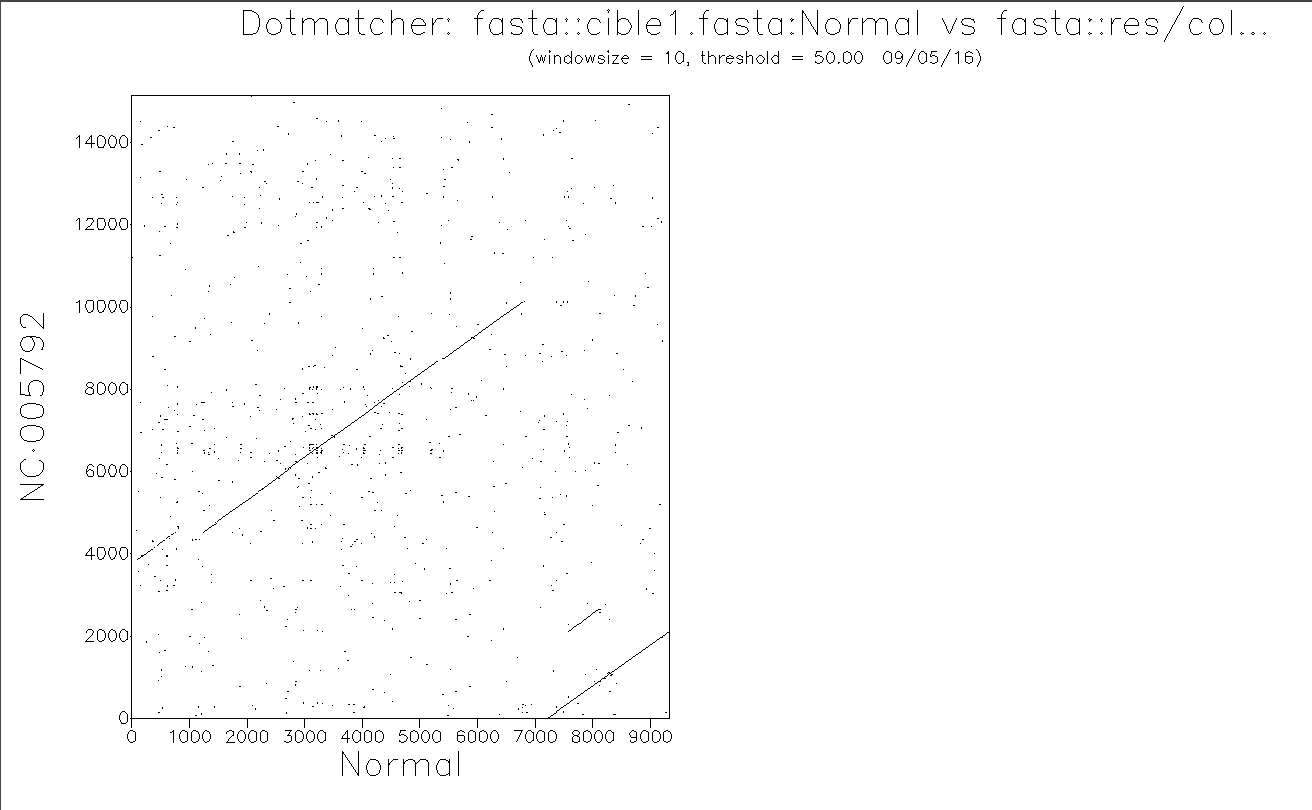 Dotmatcher: fasta::cible1.fasta:Normal vs fasta::res/col...
(windowsize = 10, threshold = 50.00 09/05/16)
14000
12000
10000
8000
6000
4000
2000
0
NC.005792
0 1000 2000 3000 4000 5000 6000 7000 8000 9000
Normal